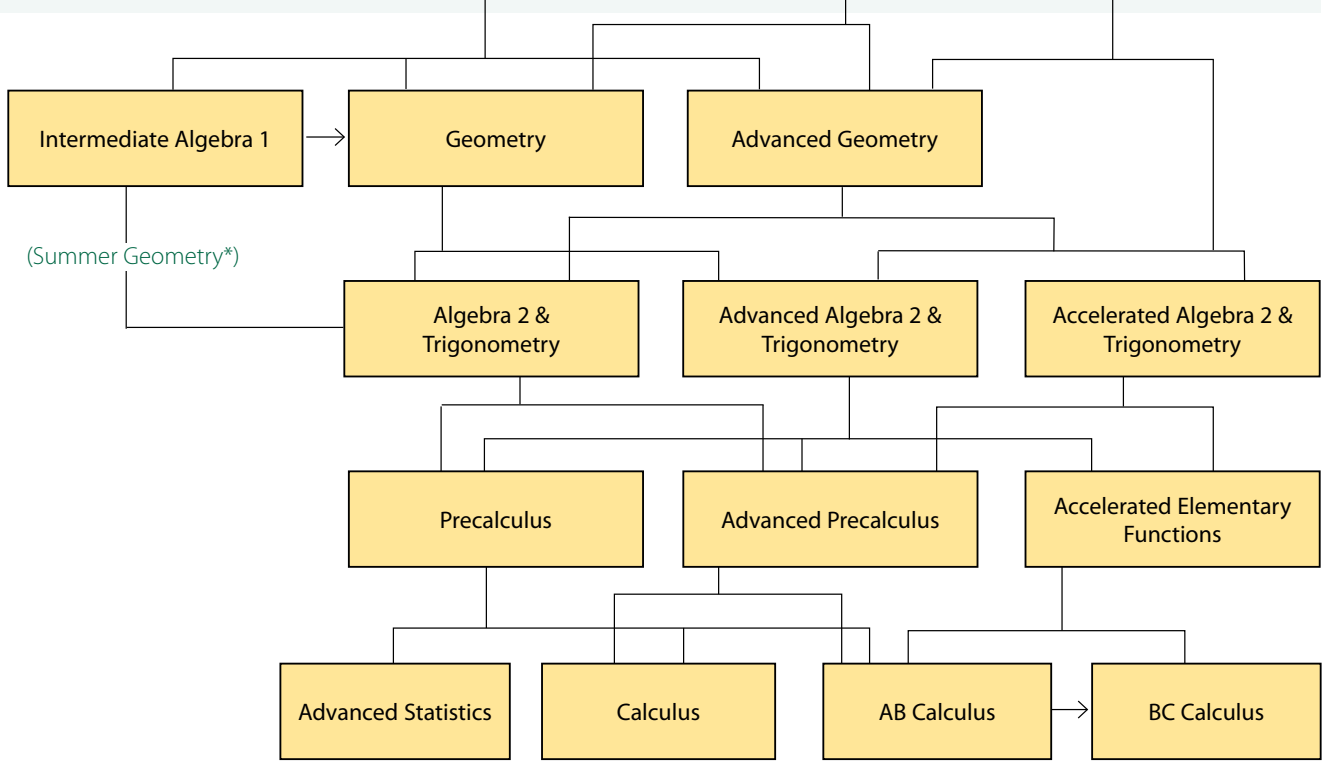 Intermediate Algebra 1
Geometry
Advanced Geometry
(Summer Geometry*)
Algebra 2 &
Trigonometry
Advanced Algebra 2 &
Trigonometry
Accelerated Algebra 2 &
Trigonometry
Precalculus
Advanced Precalculus
Accelerated Elementary
Functions
Advanced Statistics
Calculus
AB Calculus
BC Calculus